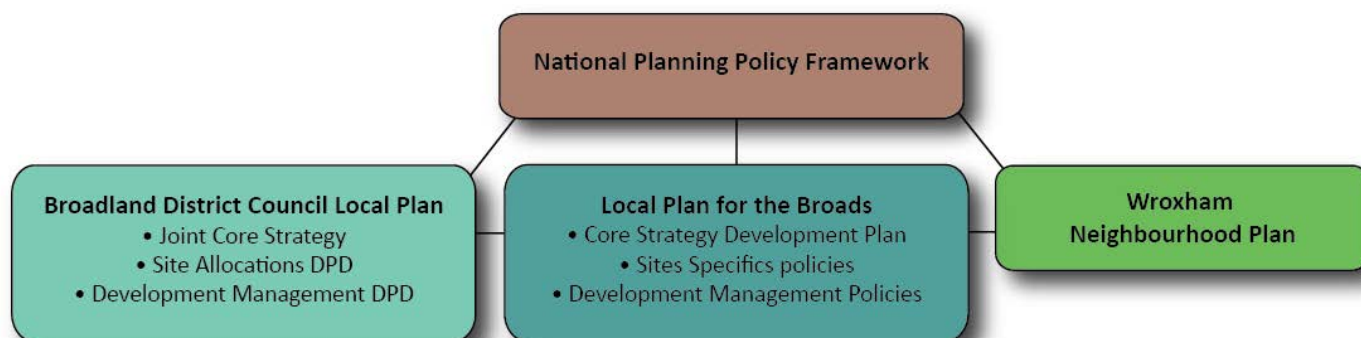 National Planning Policy Framework
Broadland District Council Local Plan
• Joint Core Strategy
• Site Allocations DPD
• Development Management DPD
Local Plan for the Broads
• Core Strategy Development Plan
• Sites Specifics policies
• Development Management Policies
Wroxham
Neighbourhood Plan